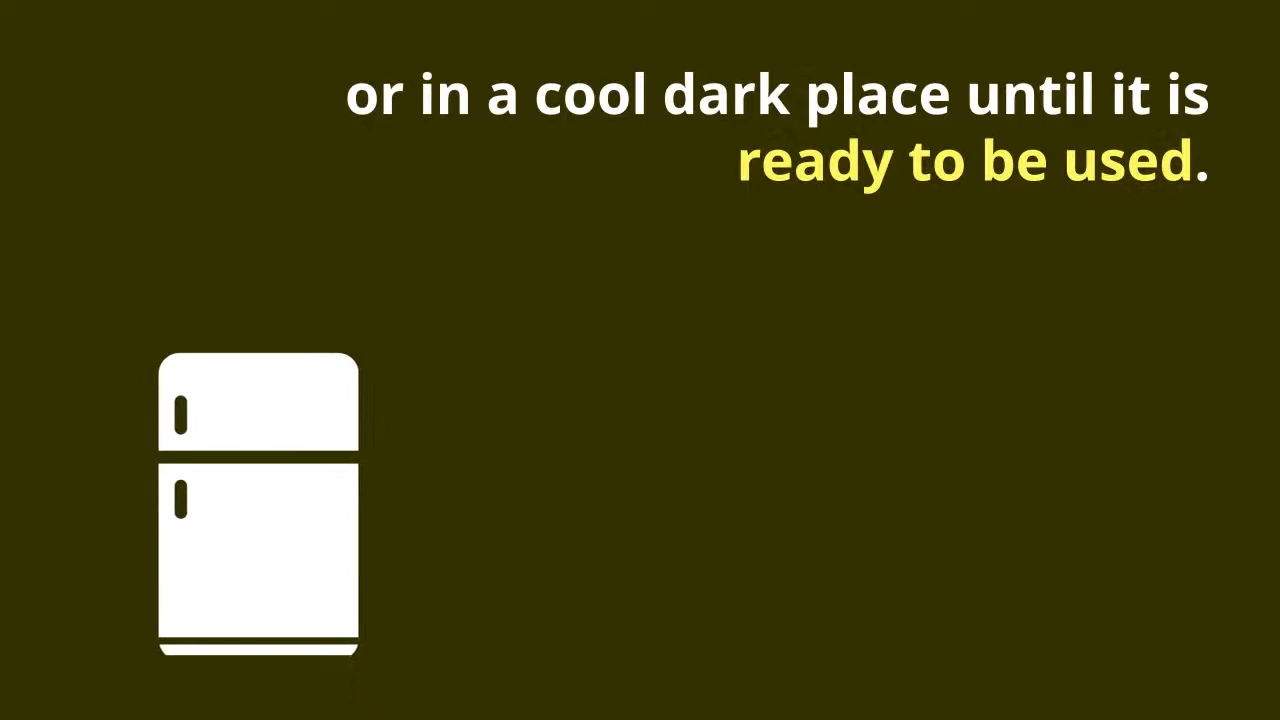 or in a cool dark place until it is
ready to be used.